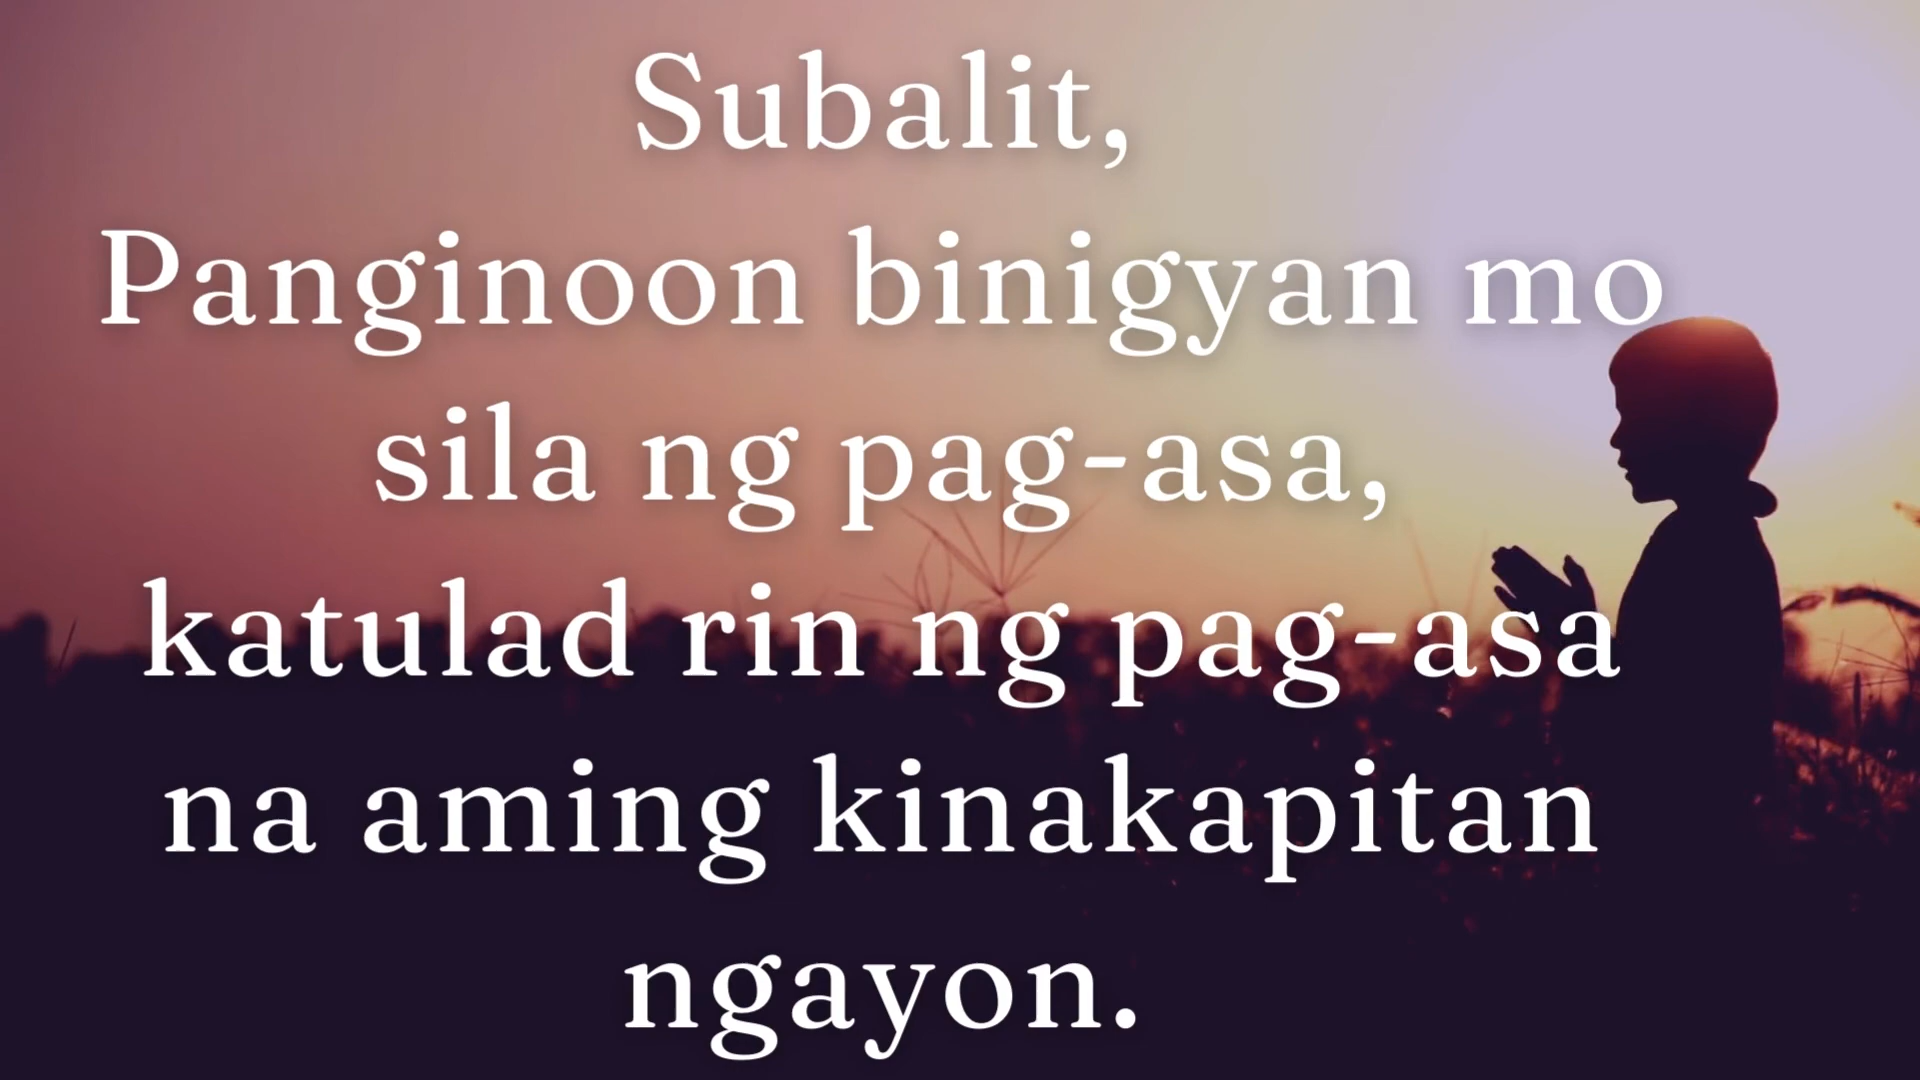 Subalit,
Panginoon binigyan mo
sila ng pag-asa,
katulad rin ng pag-asa
na aming kinakapitan
ngayon.